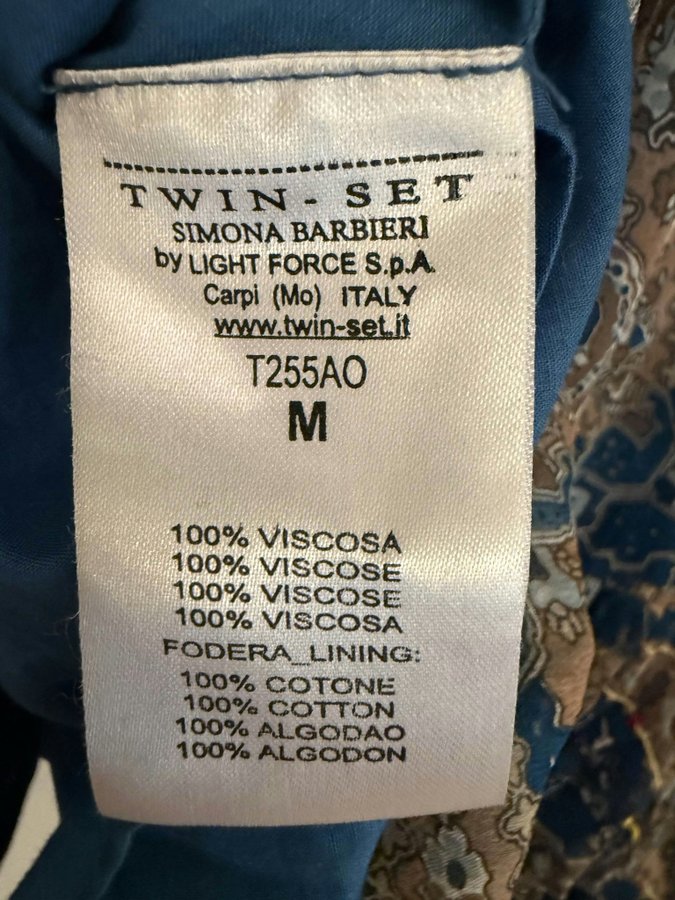 TWIN-SET
SIMONA BARBIERI
by LIGHT FORCE S.p.A.
Carpi (Mo) ITALY
www.twin-set.it
T255AO
M
100% VISCOSA
100% VISCOSE
100% VISCOSE
100% VISCOSA
FODERA_LINING:
100% COTONE
100% COTTON
100% ALGODAO
100% ALGODON